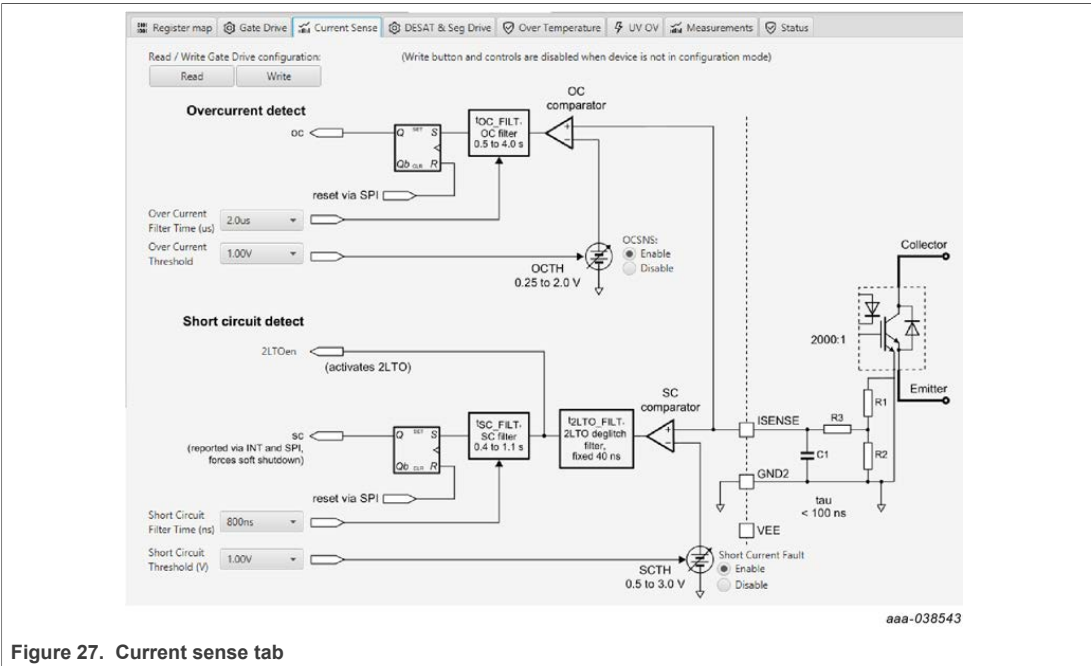 Register map Gate Drive Current Sense DESAT & Seg Drive Over Temperature UV OV Measurements Status
Read / Write Gate Drive configuration:
(Write button and controls are disabled when device is not in configuration mode)
Read Write
Overcurrent detect
OC
comparator
tOC_FILT.
OC filter
0.5 to 4.0 s
OC
Q SET S
Qb CLR R
reset via SPI
Over Current
Filter Time (us)
2.0us
Over Current
Threshold
1.00V
OCSNS:
Enable
Disable
OCTH
0.25 to 2.0 V
Collector
Short circuit detect
2000:1
2LTOen
(activates 2LTO)
Emitter
SC
comparator
R1
ISENSE
R3
tSC_FILT.
SC filter
0.4 to 1.1 s
t2LTO_FILT.
2LTO deglitch
filter,
fixed 40 ns
SC
(reported via INT and SPI,
forces soft shutdown)
Q SET S
Qb CLR R
C1
R2
GND2
reset via SPI
tau
< 100 ns
Short Circuit
Filter Time (ns)
800ns
VEE
Short Circuit
Threshold (V)
1.00V
Short Current Fault
Enable
Disable
SCTH
0.5 to 3.0 V
aaa-038543
Figure 27. Current sense tab